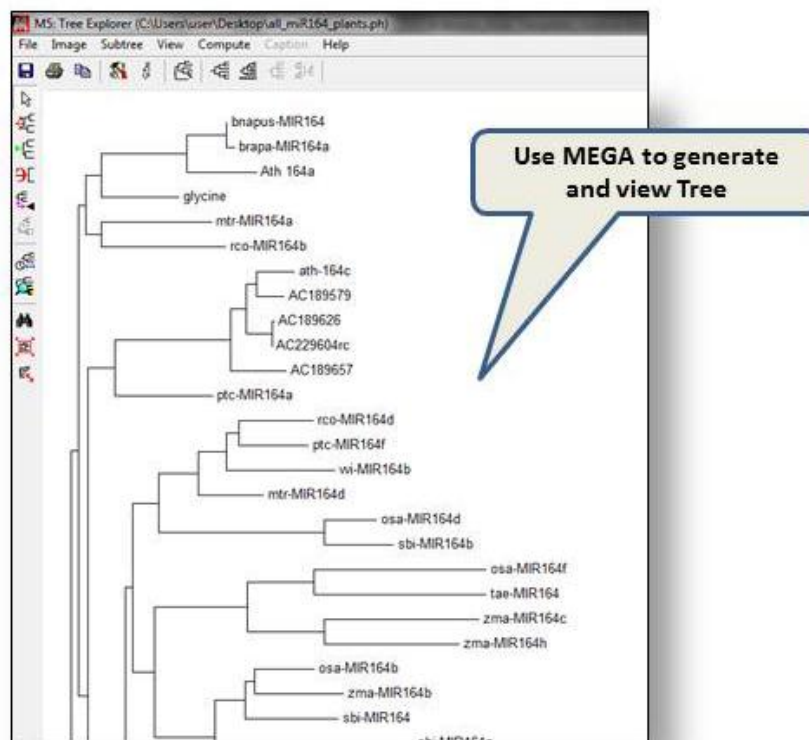 M5: Tree Explorer (C:\Users\user\Desktop\all_miR164_plants.ph)
File Image Subtree View Compute Caption Help
bnapus-MIR164
brapa-MIR164a
Ath 164a
glycine
mtr-MIR164a
rco-MIR164b
ath-164c
AC189579
AC189626
AC229604rc
AC189657
ptc-MIR164a
rco-MIR164d
ptc-MIR164f
vvi-MIR164b
mtr-MIR164d
osa-MIR164d
sbi-MIR164b
osa-MIR164f
tae-MIR164
zma-MIR164c
zma-MIR164h
osa-MIR164b
zma-MIR164b
sbi-MIR164
Use MEGA to generate
and view Tree